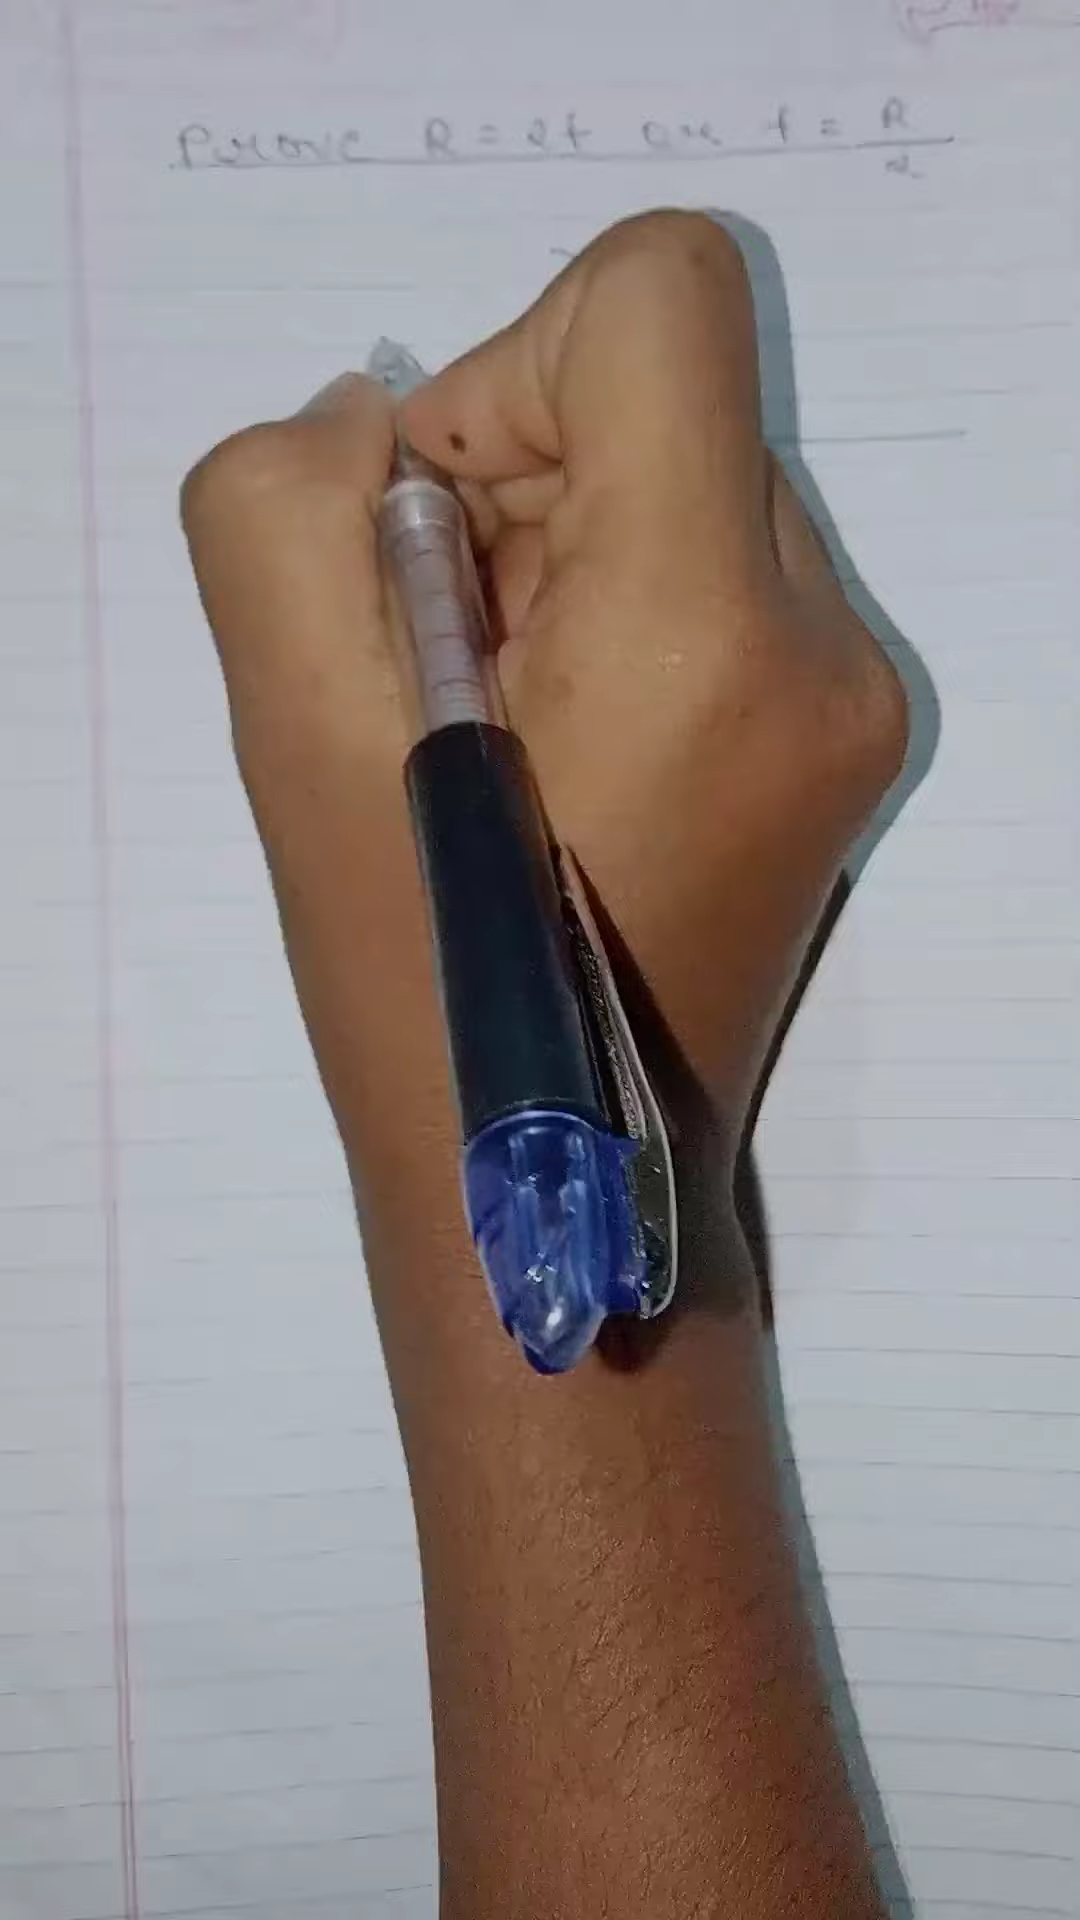 Prove R = 2f or f = R/2